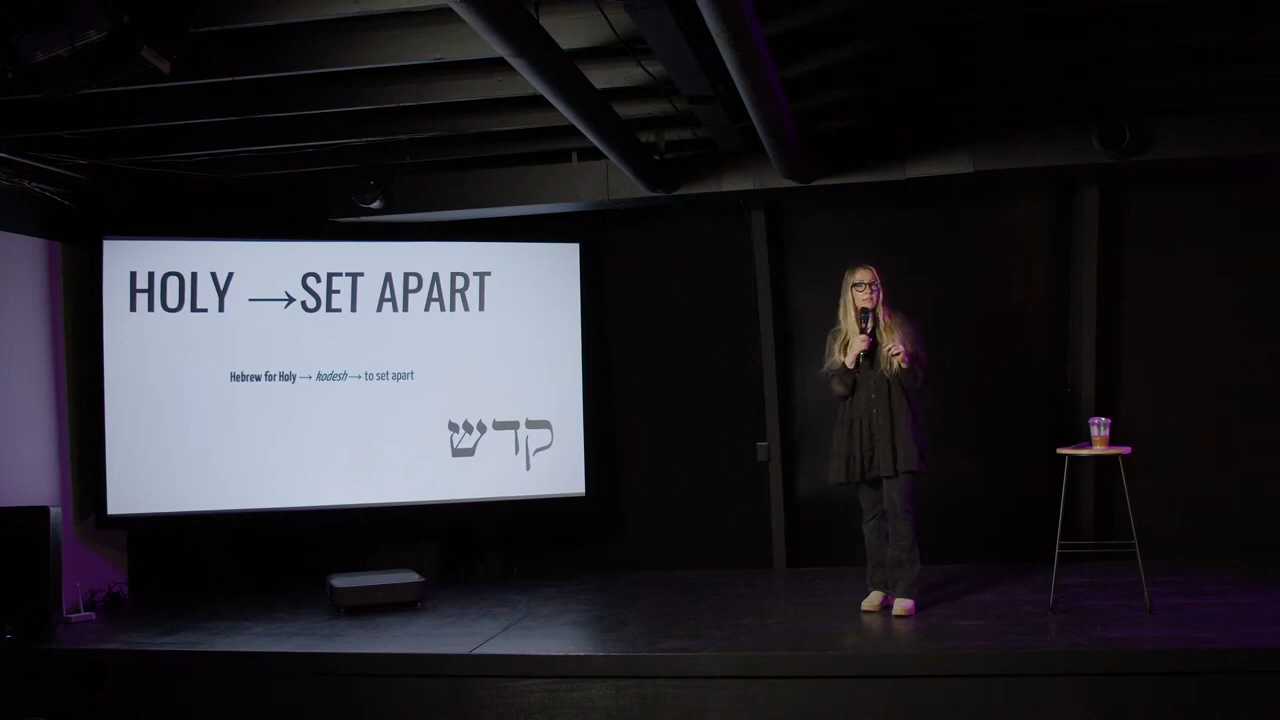 HOLY → SET APART
Hebrew for Holy → kodesh → to set apart
קדש